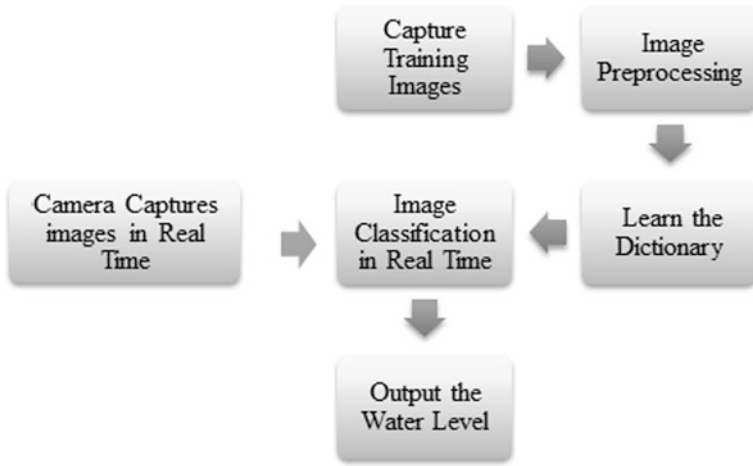 Capture
Training
Images
Image
Preprocessing
Camera Captures
images in Real
Time
Image
Classification
in Real Time
Learn the
Dictionary
Output the
Water Level